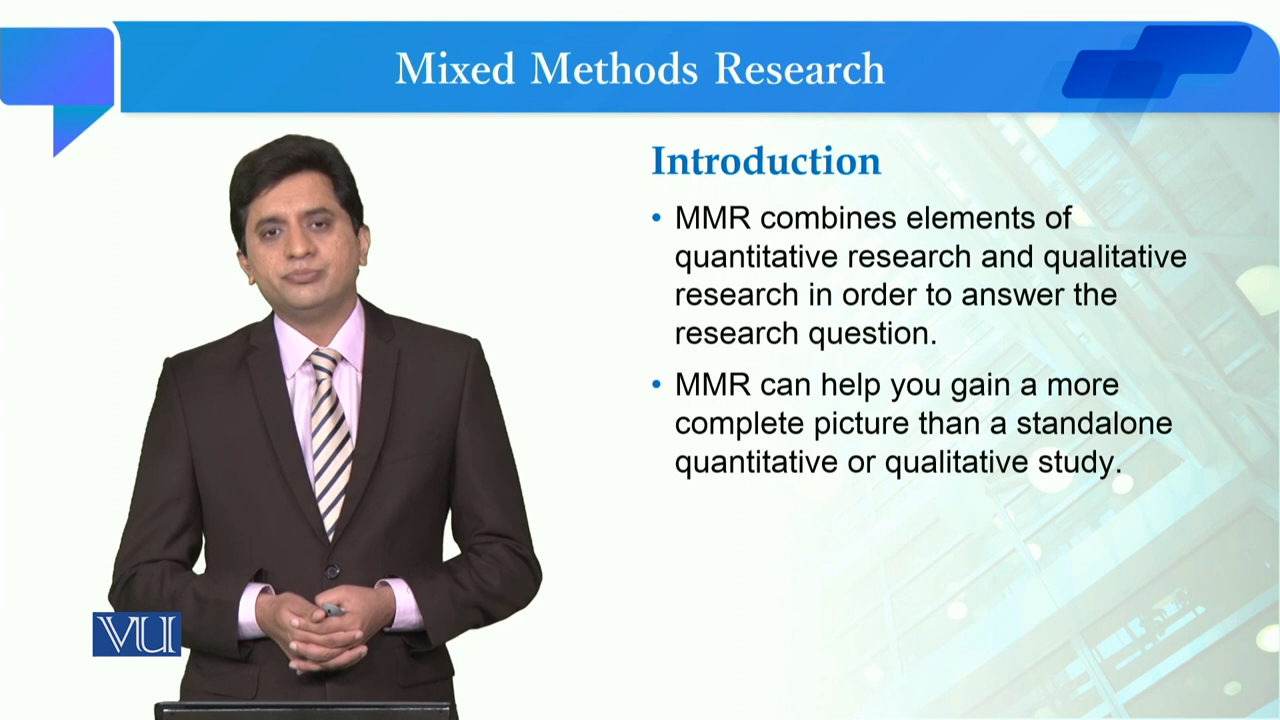 Mixed Methods Research
Introduction
• MMR combines elements of
quantitative research and qualitative
research in order to answer the
research question.
• MMR can help you gain a more
complete picture than a standalone
quantitative or qualitative study.
VU